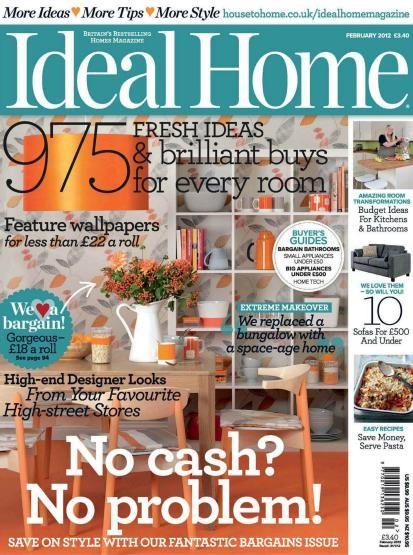 More Ideas ♥ More Tips ♥ More Style housetohome.co.uk/idealhomemagazine
BRITAIN'S BESTSELLING
HOMES MAGAZINE
FEBRUARY 2012 £3.40
Ideal Home
975 FRESH IDEAS
& brilliant buys
for every room
Feature wallpapers
for less than £22 a roll
We ♥ a
bargain!
Gorgeous–
£18 a roll
See page 94
BUYER'S
GUIDES
BARGAIN BATHROOMS
SMALL APPLIANCES
UNDER £50
BIG APPLIANCES
UNDER £500
HOME TECH
EXTREME MAKEOVER
We replaced a
bungalow with
a space-age home
High-end Designer Looks
From Your Favourite
High-street Stores
No cash?
No problem!
SAVE ON STYLE WITH OUR FANTASTIC BARGAINS ISSUE
AMAZING ROOM
TRANSFORMATIONS
Budget Ideas
For Kitchens
& Bathrooms
WE LOVE THEM
– SO WILL YOU!
10
Sofas For £500
And Under
EASY RECIPES
Save Money,
Serve Pasta
£3.40
February 2012